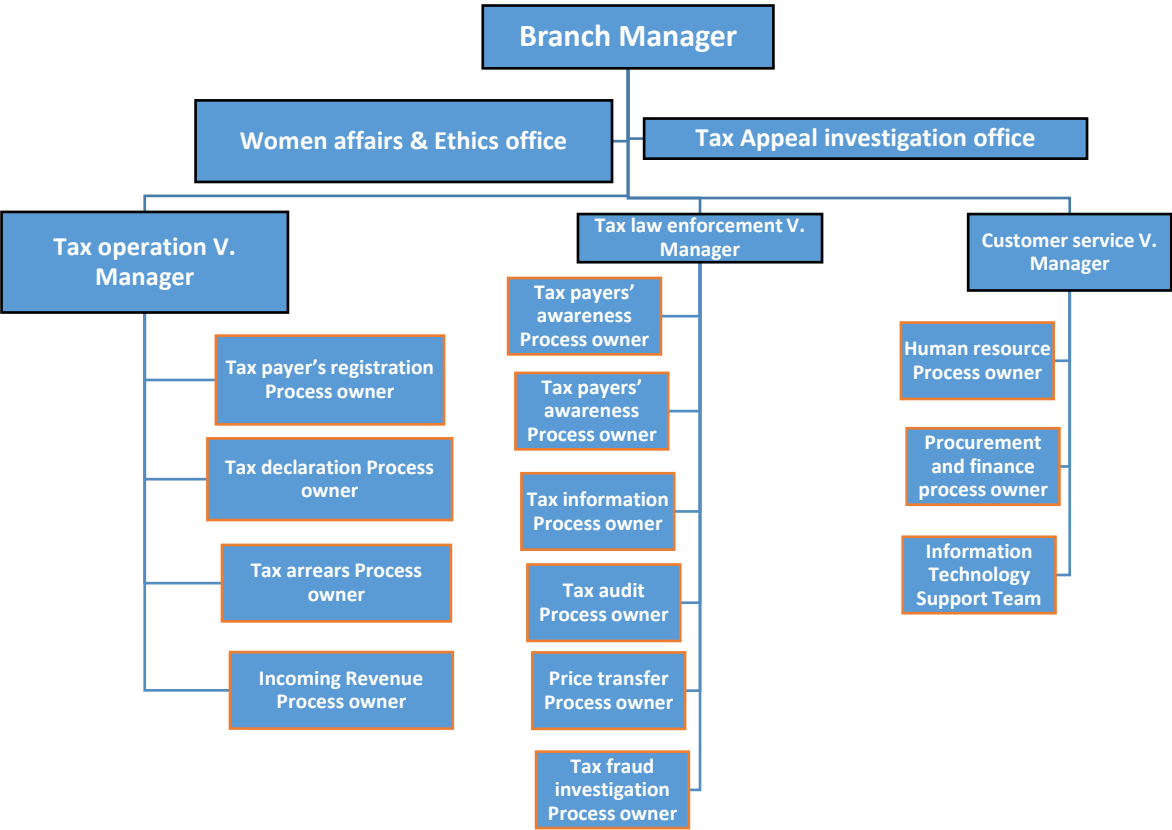 Branch Manager
Women affairs & Ethics office
Tax Appeal investigation office
Tax operation V.
Manager
Tax law enforcement V.
Manager
Customer service V.
Manager
Tax payer’s registration
Process owner
Tax declaration Process
owner
Tax arrears Process
owner
Incoming Revenue
Process owner
Tax payers’
awareness
Process owner
Tax payers’
awareness
Process owner
Tax information
Process owner
Tax audit
Process owner
Price transfer
Process owner
Tax fraud
investigation
Process owner
Human resource
Process owner
Procurement
and finance
process owner
Information
Technology
Support Team